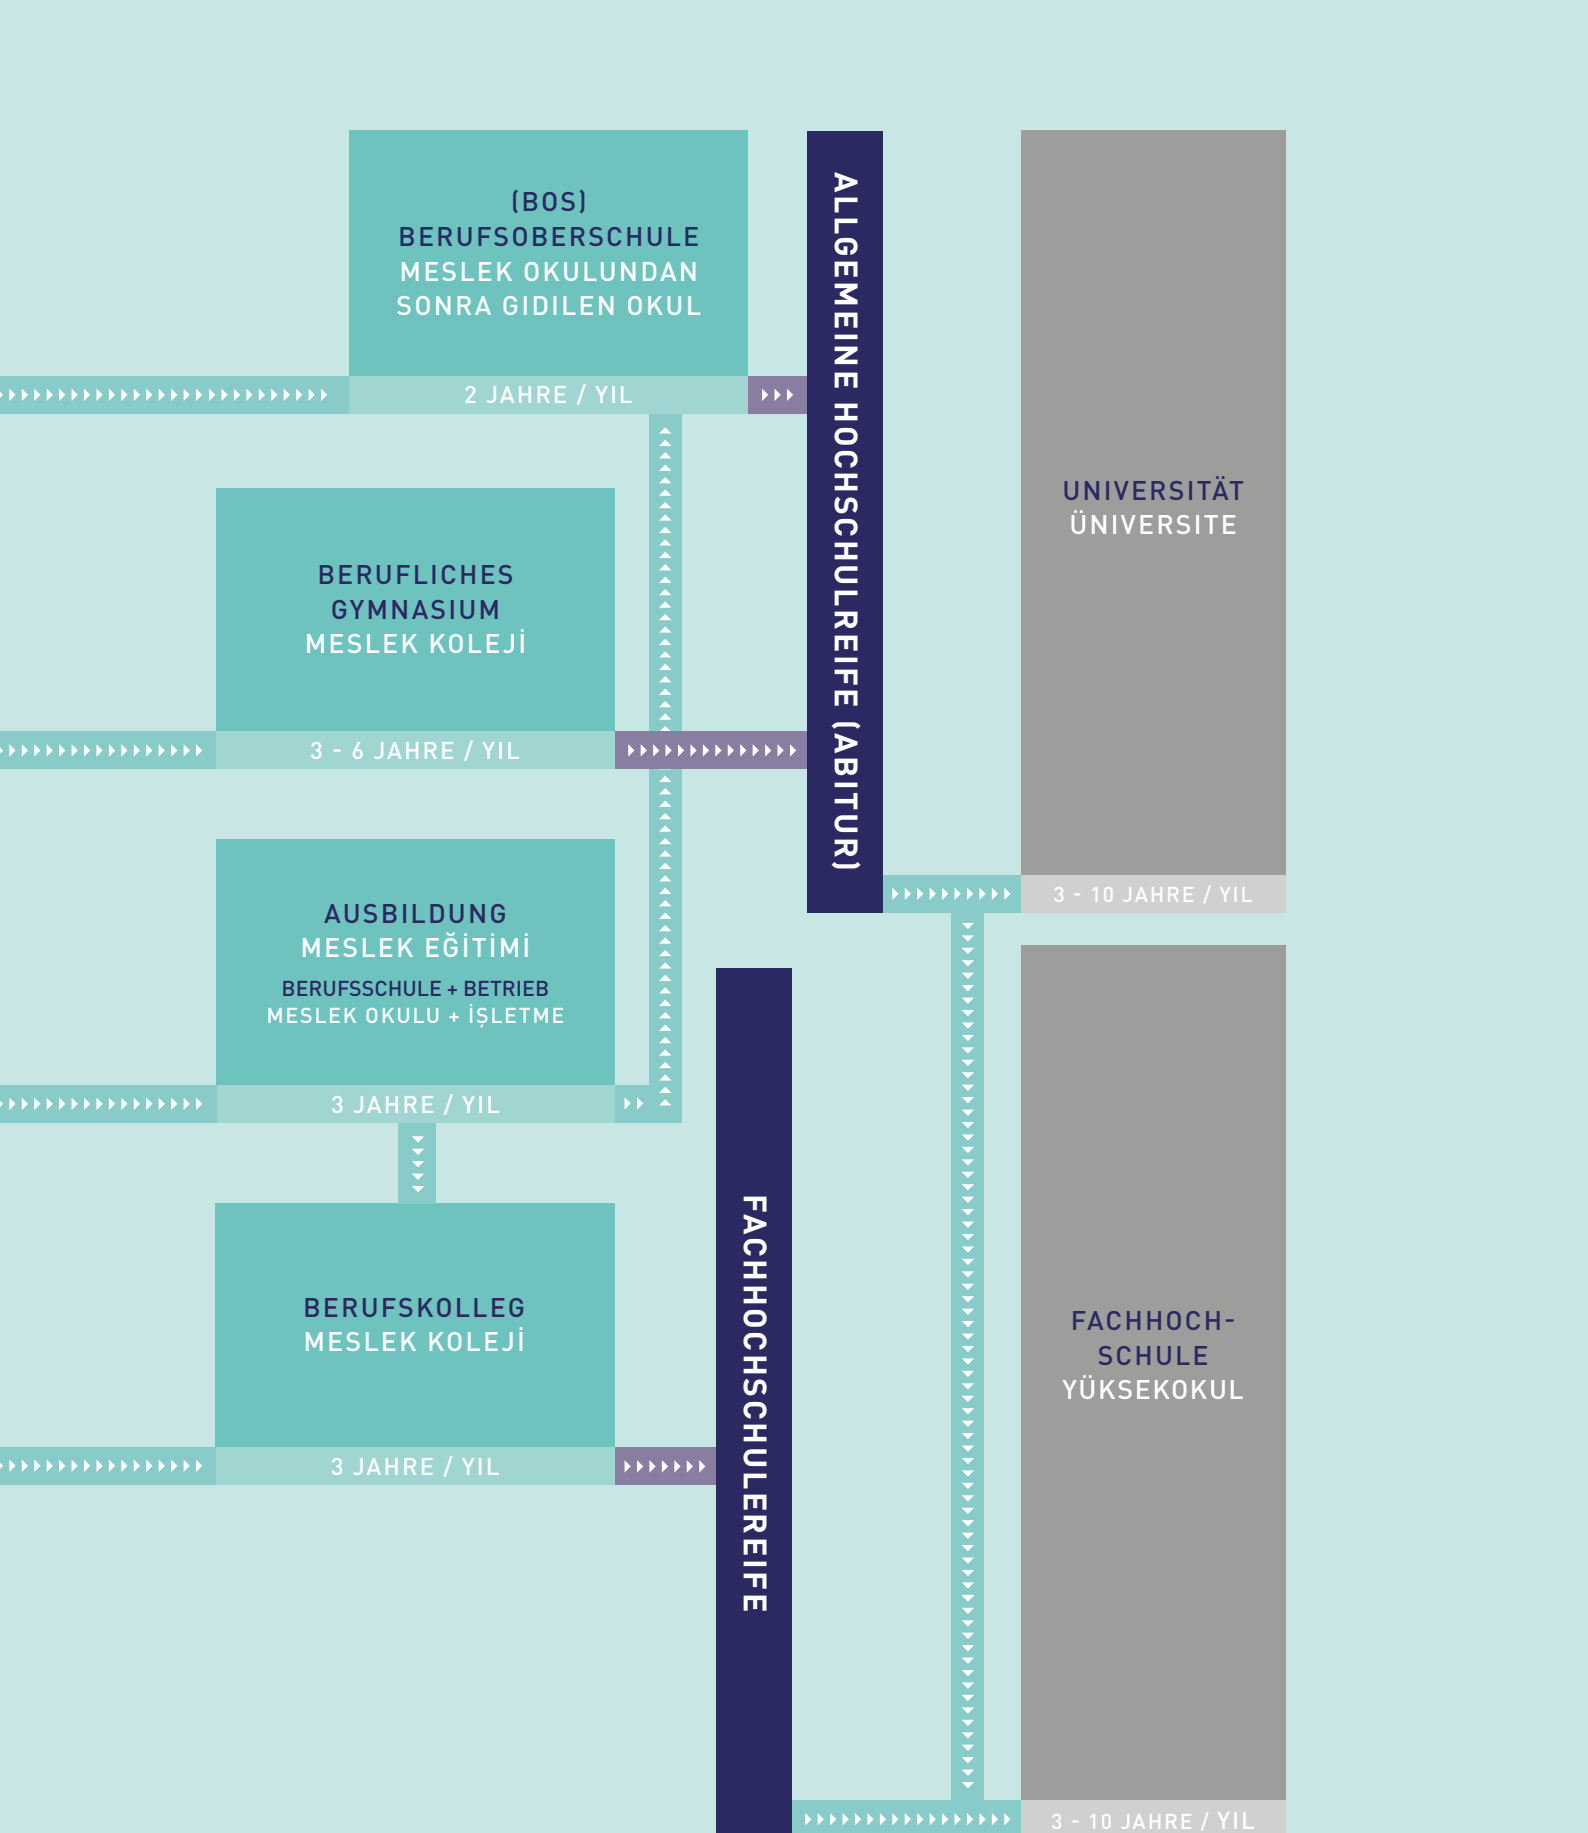 (BOS)
BERUFSOBERSCHULE
MESLEK OKULUNDAN
SONRA GIDILEN OKUL
2 JAHRE / YIL
BERUFLICHES
GYMNASIUM
MESLEK KOLEJİ
3 - 6 JAHRE / YIL
AUSBILDUNG
MESLEK EĞİTİMİ
BERUFSSCHULE + BETRIEB
MESLEK OKULU + İŞLETME
3 JAHRE / YIL
BERUFSKOLLEG
MESLEK KOLEJİ
3 JAHRE / YIL
ALLGEMEINE HOCHSCHULREIFE (ABITUR)
FACHHOCHSCHULEREIFE
UNIVERSITÄT
ÜNIVERSITE
3 - 10 JAHRE / YIL
FACHHOCH-
SCHULE
YÜKSEKOKUL
3 - 10 JAHRE / YIL